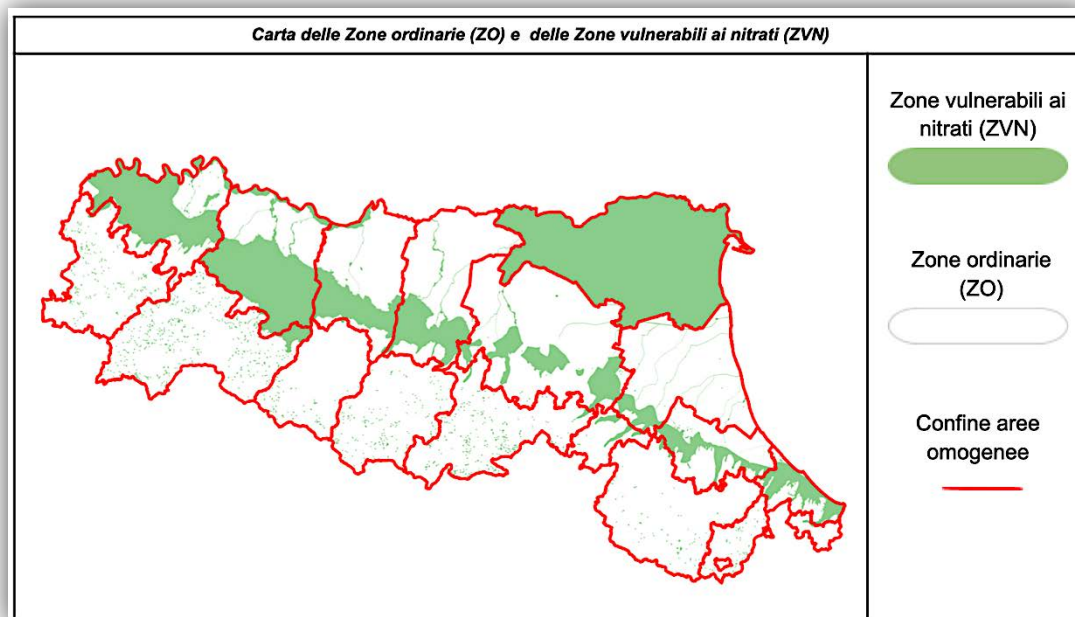 Carta delle Zone ordinarie (ZO) e delle Zone vulnerabili ai nitrati (ZVN)
Zone vulnerabili ai
nitrati (ZVN)
Zone ordinarie
(ZO)
Confine aree
omogenee